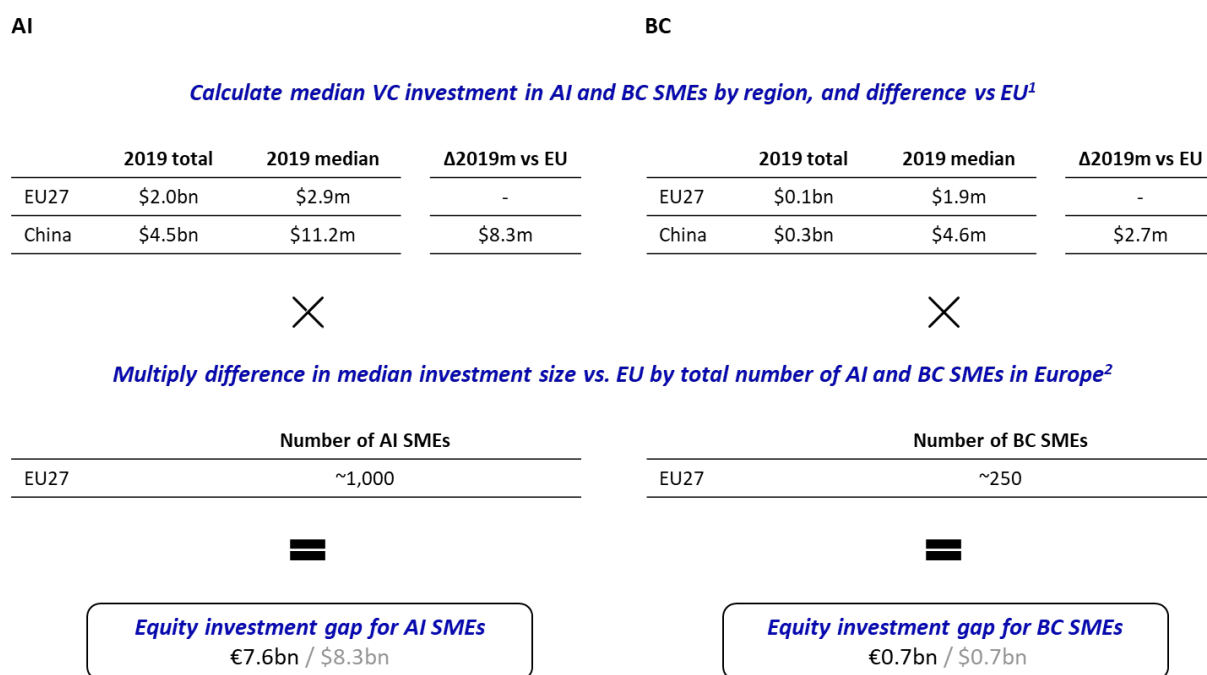 AI BC
Calculate median VC investment in AI and BC SMEs by region, and difference vs EU¹
2019 total 2019 median Δ2019m vs EU 2019 total 2019 median Δ2019m vs EU
EU27 $2.0bn $2.9m - EU27 $0.1bn $1.9m -
China $4.5bn $11.2m $8.3m China $0.3bn $4.6m $2.7m
Multiply difference in median investment size vs. EU by total number of AI and BC SMEs in Europe²
Number of AI SMEs Number of BC SMEs
EU27 ~1,000 EU27 ~250
Equity investment gap for AI SMEs Equity investment gap for BC SMEs
€7.6bn / $8.3bn €0.7bn / $0.7bn